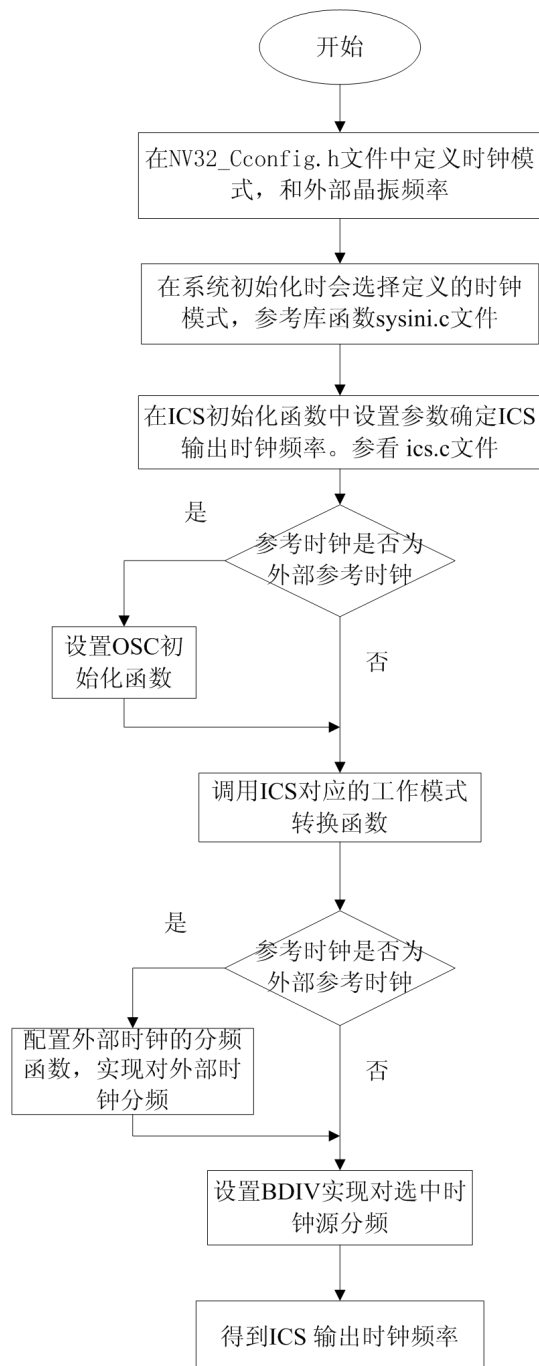 开始
在NV32_Cconfig.h文件中定义时钟模
式，和外部晶振频率
在系统初始化时会选择定义的时钟
模式，参考库函数sysini.c文件
在ICS初始化函数中设置参数确定ICS
输出时钟频率。参看 ics.c文件
是
参考时钟是否为
外部参考时钟
设置OSC初
始化函数
否
调用ICS对应的工作模式
转换函数
是
参考时钟是否为
外部参考时钟
配置外部时钟的分频
函数，实现对外部时
钟分频
否
设置BDIV实现对选中时
钟源分频
得到ICS 输出时钟频率